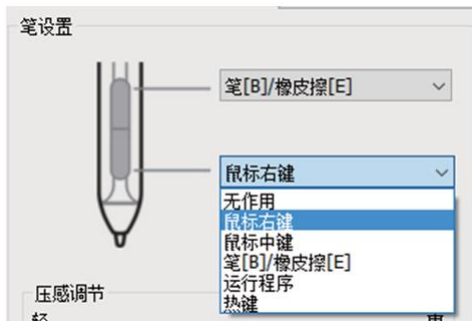 笔设置
笔[B]/橡皮擦[E]
鼠标右键
无作用
鼠标右键
鼠标中键
笔[B]/橡皮擦[E]
运行程序
热键
压感调节
轻